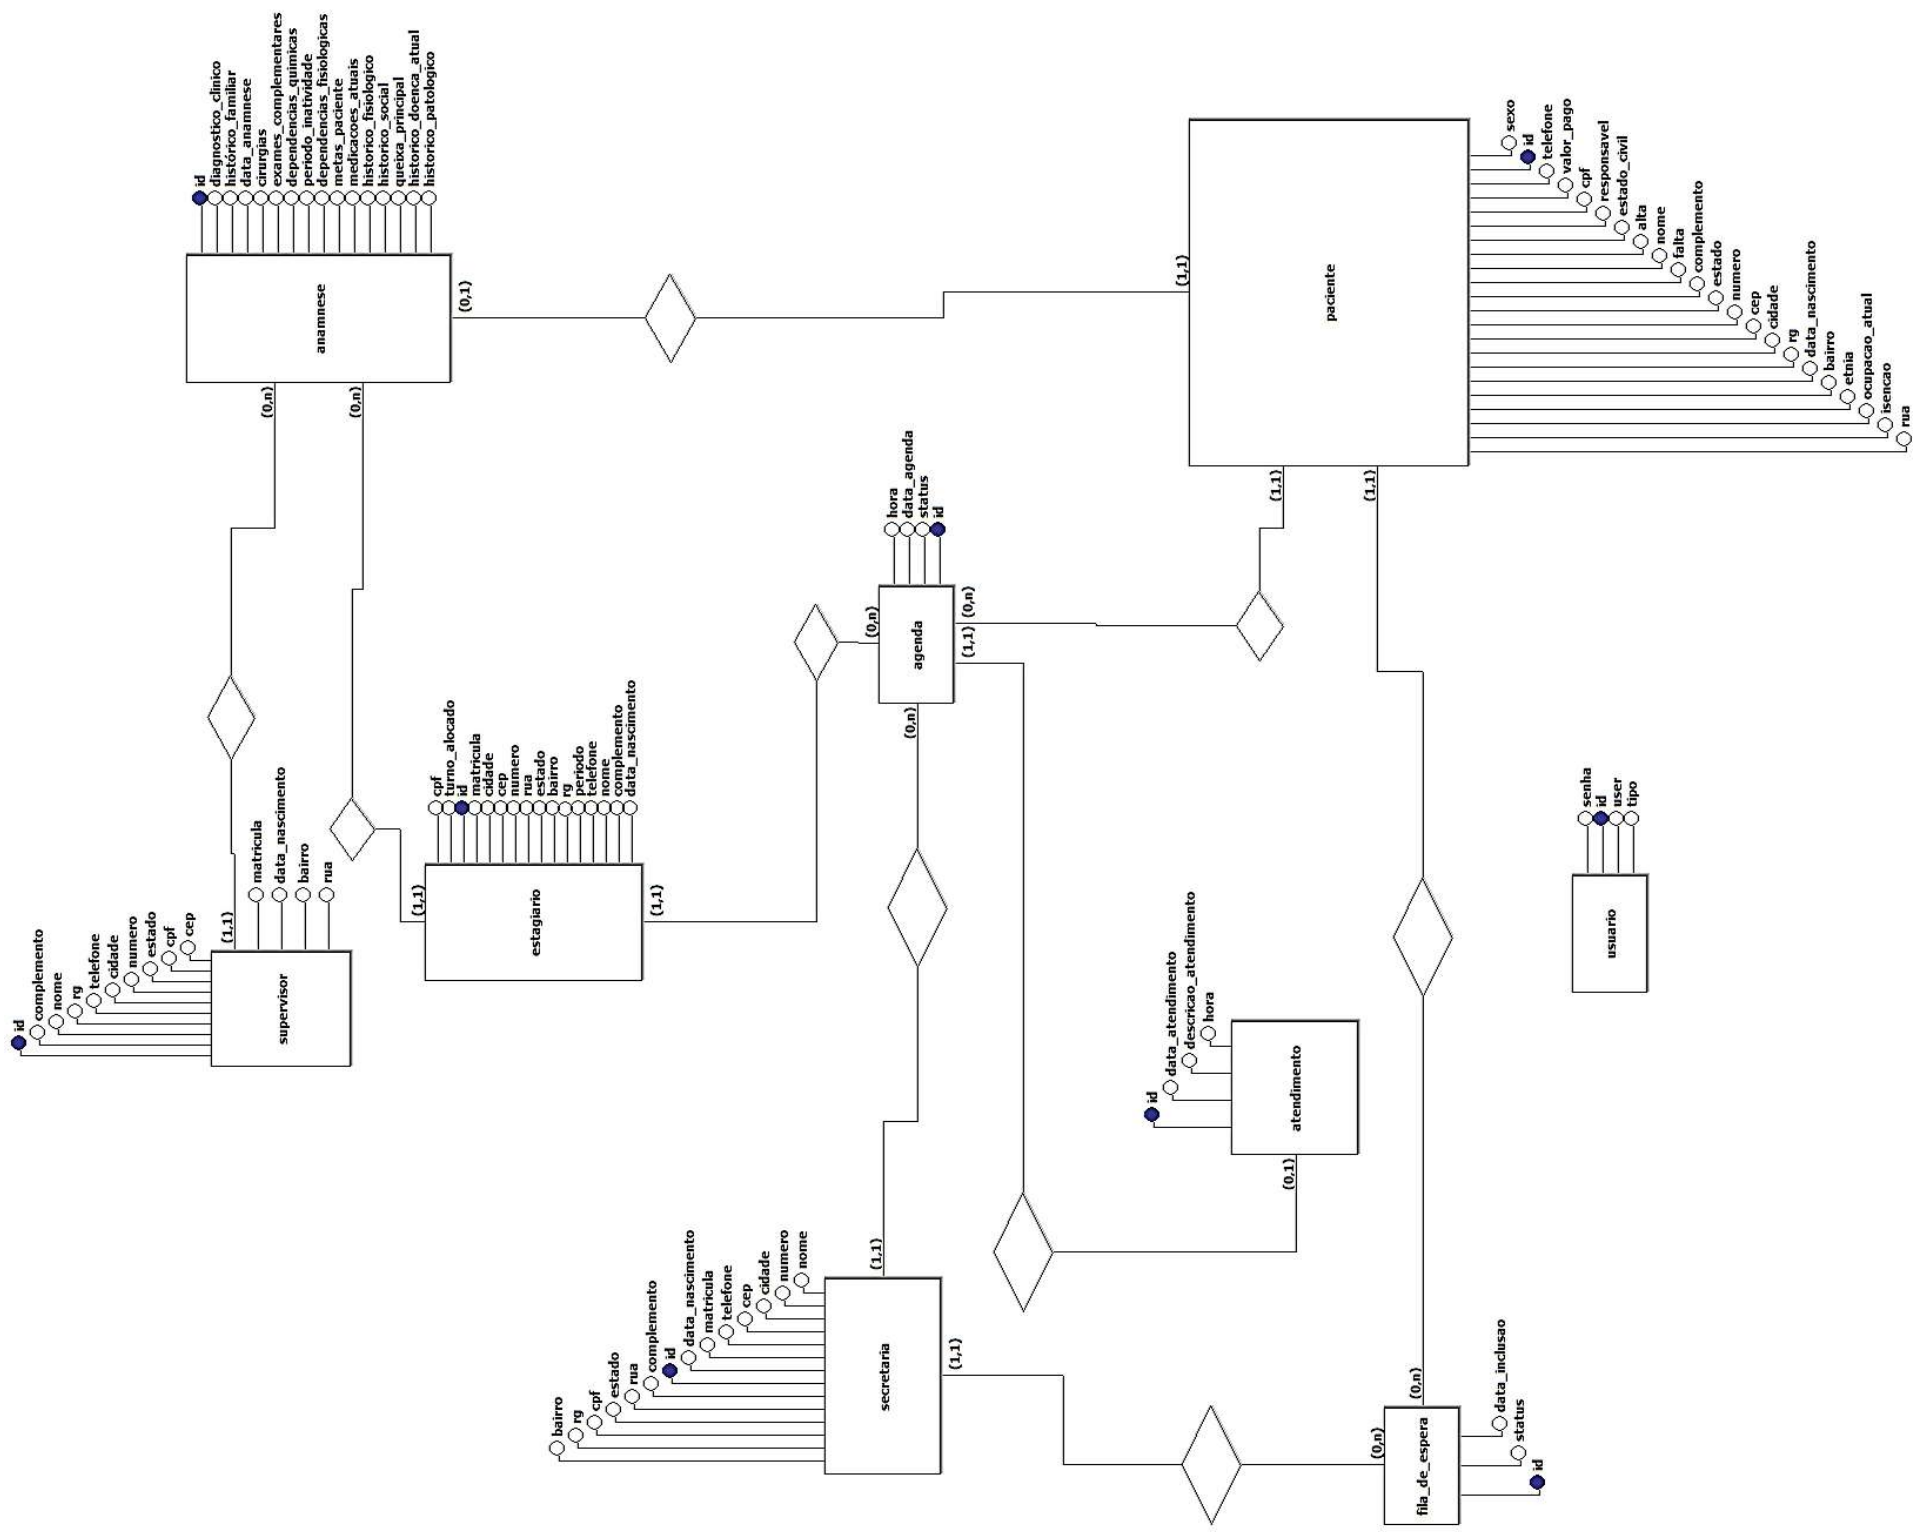 id
diagnostico_clinico
histórico_familiar
data_anamnese
cirurgias
exames_complementares
dependencias_quimicas
periodo_inatividade
dependencias_fisiologicas
metas_paciente
medicacoes_atuais
historico_fisiologico
historico_social
queixa_principal
historico_doenca_atual
historico_patologico
anamnese
(0,1)
(0,n)
(0,n)
(1,1)
paciente
(1,1)
(1,1)
sexo
id
telefone
valor_pago
cpf
responsavel
estado_civil
alta
nome
falta
complemento
estado
numero
cep
cidade
rg
data_nascimento
bairro
etnia
ocupacao_atual
isencao
rua
hora
data_agenda
status
id
agenda
(0,n)
(0,n)
(1,1)
(0,n)
cpf
turno_alocado
id
matricula
cidade
cep
numero
rua
estado
bairro
rg
periodo
telefone
nome
complemento
data_nascimento
estagiario
(1,1)
(1,1)
id
complemento
nome
rg
telefone
cidade
numero
estado
cpf
cep
(1,1)
matricula
data_nascimento
bairro
rua
supervisor
senha
id
user
tipo
usuario
id
data_atendimento
descricao_atendimento
hora
atendimento
(0,1)
bairro
rg
cpf
estado
rua
complemento
id
data_nascimento
matricula
telefone
cep
cidade
numero
nome
(1,1)
secretaria
(1,1)
(0,n)
(0,n)
fila_de_espera
data_inclusao
status
id